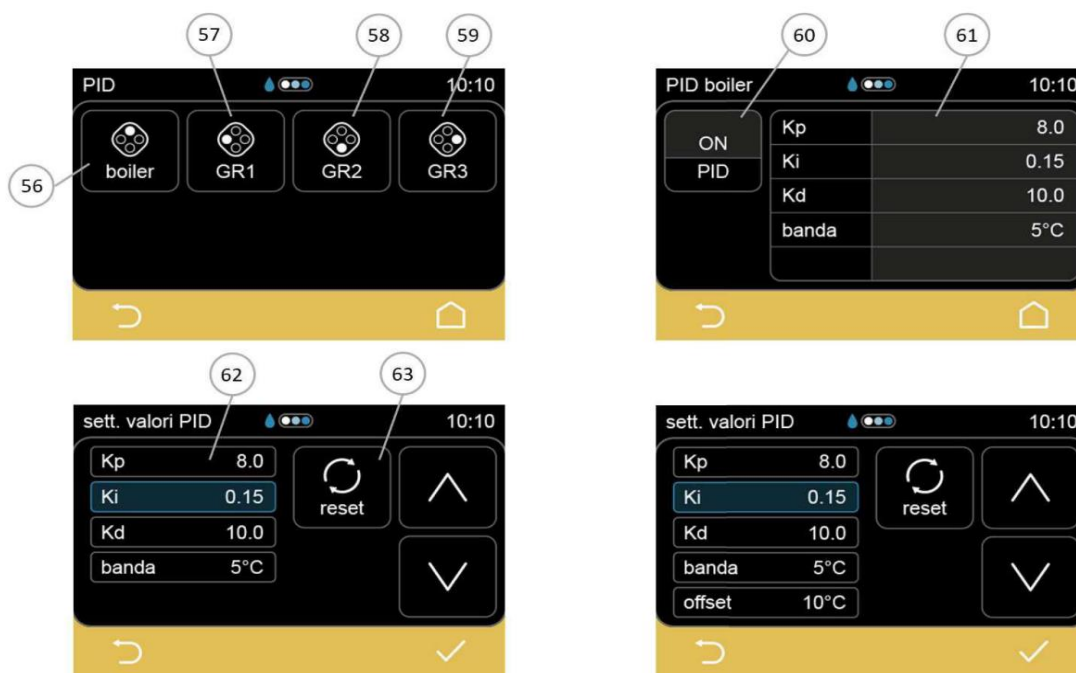 57
58
59
60
61
PID 10:10
boiler GR1 GR2 GR3
56
PID boiler 10:10
ON
PID
Kp 8.0
Ki 0.15
Kd 10.0
banda 5°C
62
63
sett. valori PID 10:10
Kp 8.0
Ki 0.15
Kd 10.0
banda 5°C
reset
sett. valori PID 10:10
Kp 8.0
Ki 0.15
Kd 10.0
banda 5°C
offset 10°C
reset